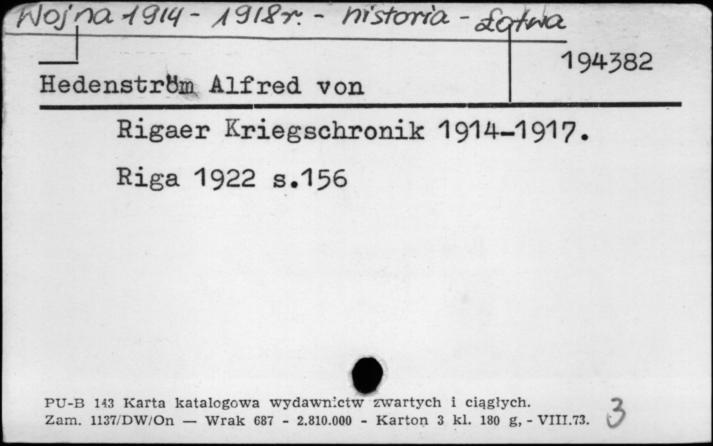 Wojna 1914 - 1918 r. - historia - Łotwa
194382
Hedenström Alfred von
Rigaer Kriegschronik 1914-1917.
Riga 1922 s.156
PU-B 143 Karta katalogowa wydawnictw zwartych i ciągłych.
Zam. 1137/DW/On — Wrak 687 - 2.810.000 - Karton 3 kl. 180 g, - VIII.73.
3